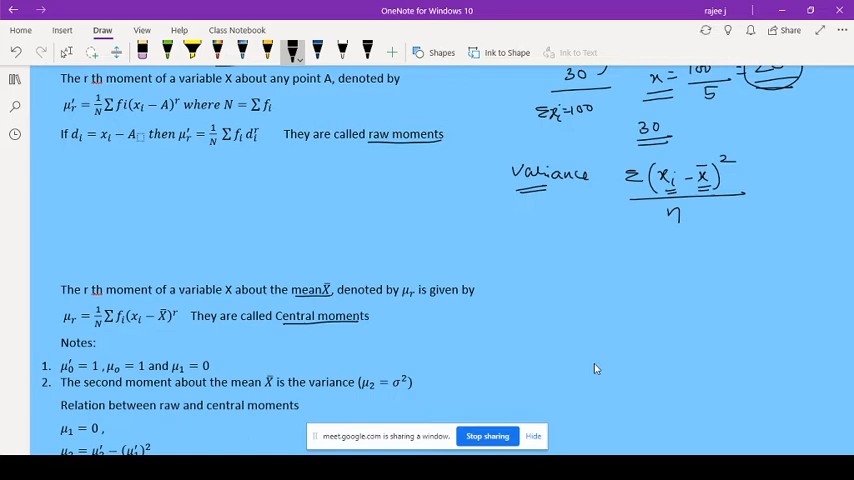 OneNote for Windows 10
rajee j
Home Insert Draw View Help Class Notebook
Share
Shapes Ink to Shape Ink to Text
The r th moment of a variable X about any point A, denoted by
μ′ᵣ = 1/N ∑ fi(xᵢ − A)ʳ where N = ∑ fᵢ
If dᵢ = xᵢ − A then μ′ᵣ = 1/N ∑ fᵢ dᵢʳ They are called raw moments
30
Σxᵢ=100
x = 100/5 =
30
Variance Σ(xᵢ − x̄)² / n
The r th moment of a variable X about the mean X̄, denoted by μᵣ is given by
μᵣ = 1/N ∑ fᵢ(xᵢ − X̄)ʳ They are called Central moments
Notes:
1. μ′₀ = 1 , μₒ = 1 and μ₁ = 0
2. The second moment about the mean X̄ is the variance (μ₂ = σ²)
Relation between raw and central moments
μ₁ = 0 ,
μ₂ = μ′₂ − (μ′₁)²
meet.google.com is sharing a window. Stop sharing Hide